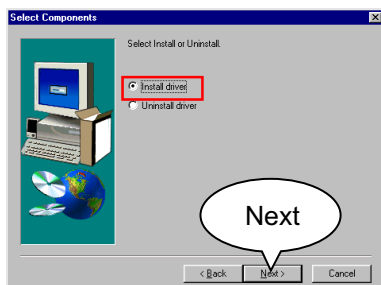 Select Components
Select Install or Uninstall.
Install driver
Uninstall driver
Next
< Back
Next >
Cancel